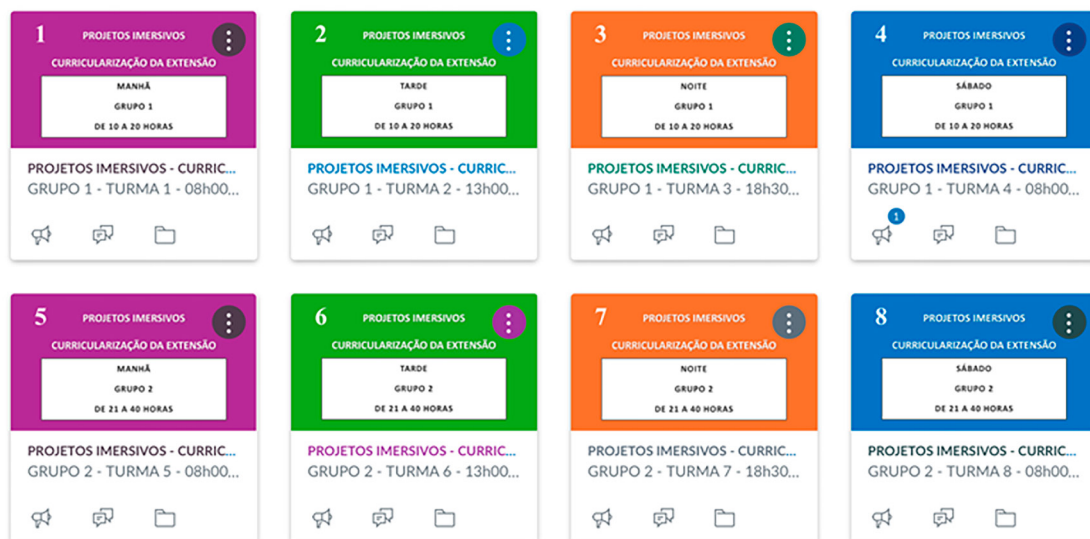 1 PROJETOS IMERSIVOS
CURRICULARIZAÇÃO DA EXTENSÃO
MANHÃ
GRUPO 1
DE 10 A 20 HORAS
PROJETOS IMERSIVOS - CURRIC...
GRUPO 1 - TURMA 1 - 08h00...
2 PROJETOS IMERSIVOS
CURRICULARIZAÇÃO DA EXTENSÃO
TARDE
GRUPO 1
DE 10 A 20 HORAS
PROJETOS IMERSIVOS - CURRIC...
GRUPO 1 - TURMA 2 - 13h00...
3 PROJETOS IMERSIVOS
CURRICULARIZAÇÃO DA EXTENSÃO
NOITE
GRUPO 1
DE 10 A 20 HORAS
PROJETOS IMERSIVOS - CURRIC...
GRUPO 1 - TURMA 3 - 18h30...
4 PROJETOS IMERSIVOS
CURRICULARIZAÇÃO DA EXTENSÃO
SÁBADO
GRUPO 1
DE 10 A 20 HORAS
PROJETOS IMERSIVOS - CURRIC...
GRUPO 1 - TURMA 4 - 08h00...
1
5 PROJETOS IMERSIVOS
CURRICULARIZAÇÃO DA EXTENSÃO
MANHÃ
GRUPO 2
DE 21 A 40 HORAS
PROJETOS IMERSIVOS - CURRIC...
GRUPO 2 - TURMA 5 - 08h00...
6 PROJETOS IMERSIVOS
CURRICULARIZAÇÃO DA EXTENSÃO
TARDE
GRUPO 2
DE 21 A 40 HORAS
PROJETOS IMERSIVOS - CURRIC...
GRUPO 2 - TURMA 6 - 13h00...
7 PROJETOS IMERSIVOS
CURRICULARIZAÇÃO DA EXTENSÃO
NOITE
GRUPO 2
DE 21 A 40 HORAS
PROJETOS IMERSIVOS - CURRIC...
GRUPO 2 - TURMA 7 - 18h30...
8 PROJETOS IMERSIVOS
CURRICULARIZAÇÃO DA EXTENSÃO
SÁBADO
GRUPO 2
DE 21 A 40 HORAS
PROJETOS IMERSIVOS - CURRIC...
GRUPO 2 - TURMA 8 - 08h00...